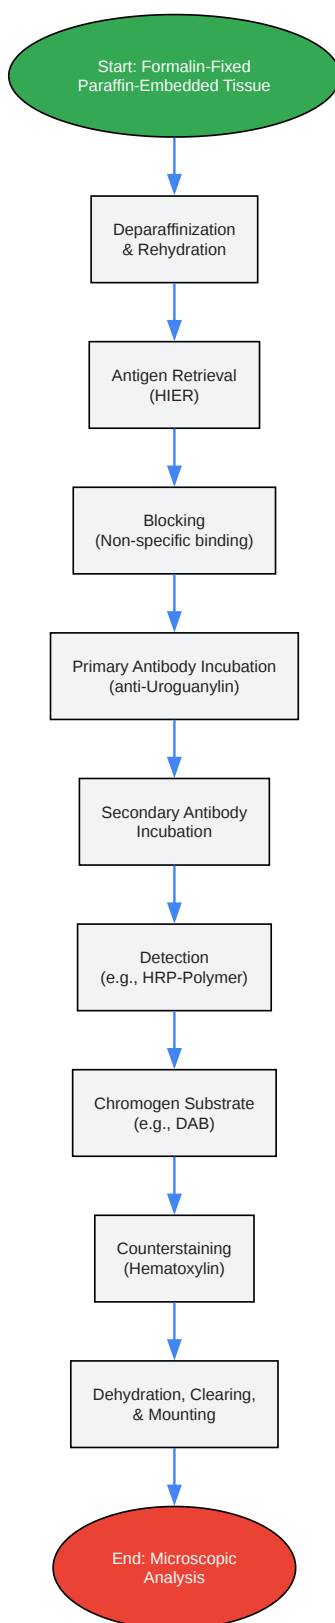 Start: Formalin-Fixed
Paraffin-Embedded Tissue
Deparaffinization
& Rehydration
Antigen Retrieval
(HIER)
Blocking
(Non-specific binding)
Primary Antibody Incubation
(anti-Uroguanylin)
Secondary Antibody
Incubation
Detection
(e.g., HRP-Polymer)
Chromogen Substrate
(e.g., DAB)
Counterstaining
(Hematoxylin)
Dehydration, Clearing,
& Mounting
End: Microscopic
Analysis